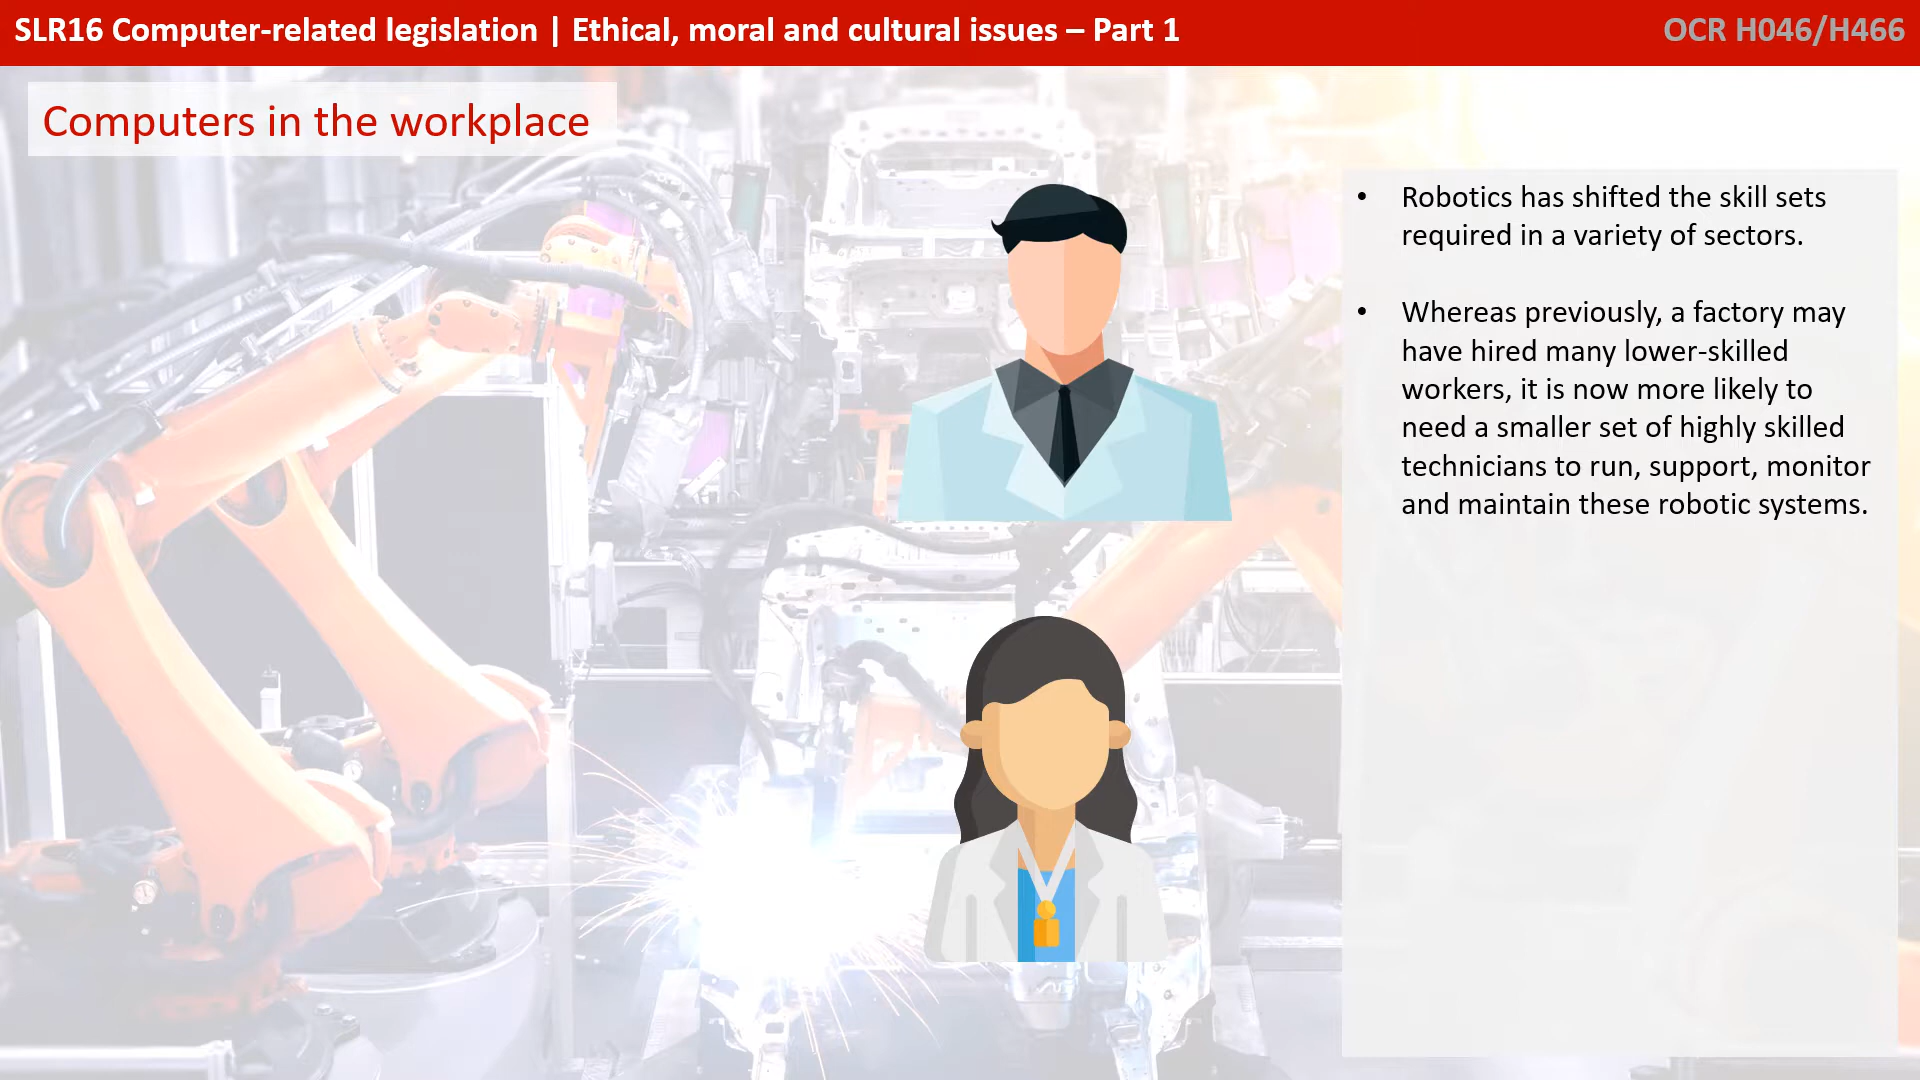 SLR16 Computer-related legislation | Ethical, moral and cultural issues – Part 1
OCR H046/H466
Computers in the workplace
• Robotics has shifted the skill sets
required in a variety of sectors.
• Whereas previously, a factory may
have hired many lower-skilled
workers, it is now more likely to
need a smaller set of highly skilled
technicians to run, support, monitor
and maintain these robotic systems.